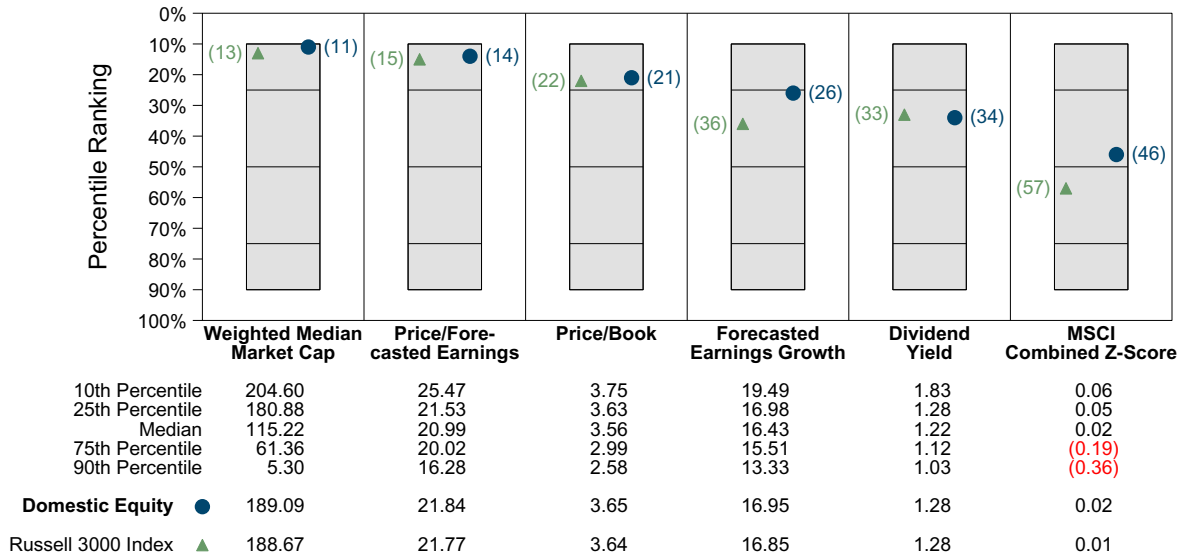 Percentile Ranking
0%
10%
20%
30%
40%
50%
60%
70%
80%
90%
100%
(13) (11)
(15) (14)
(22) (21)
(36) (26)
(33) (34)
(57) (46)
Weighted Median
Market Cap
Price/Fore-
casted Earnings
Price/Book
Forecasted
Earnings Growth
Dividend
Yield
MSCI
Combined Z-Score
10th Percentile 204.60 25.47 3.75 19.49 1.83 0.06
25th Percentile 180.88 21.53 3.63 16.98 1.28 0.05
Median 115.22 20.99 3.56 16.43 1.22 0.02
75th Percentile 61.36 20.02 2.99 15.51 1.12 (0.19)
90th Percentile 5.30 16.28 2.58 13.33 1.03 (0.36)
Domestic Equity 189.09 21.84 3.65 16.95 1.28 0.02
Russell 3000 Index 188.67 21.77 3.64 16.85 1.28 0.01